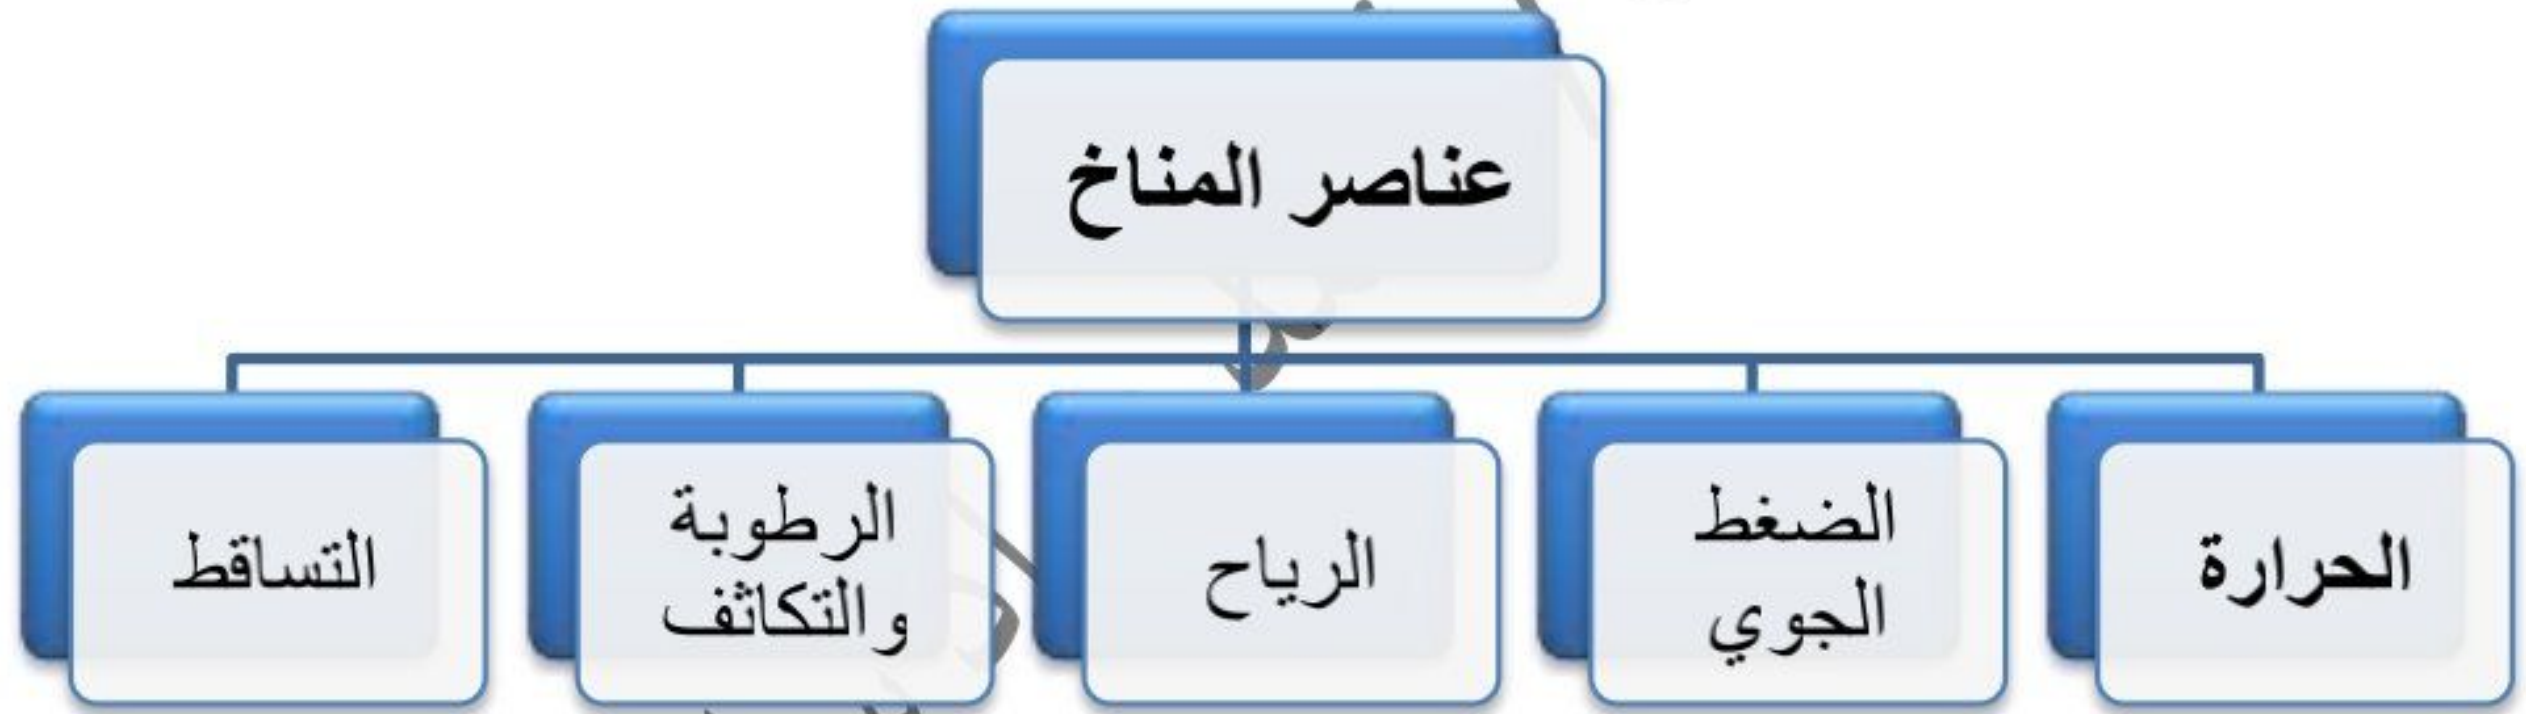 عناصر المناخ
الحرارة
الضغط
الجوي
الرياح
الرطوبة
والتكاثف
التساقط